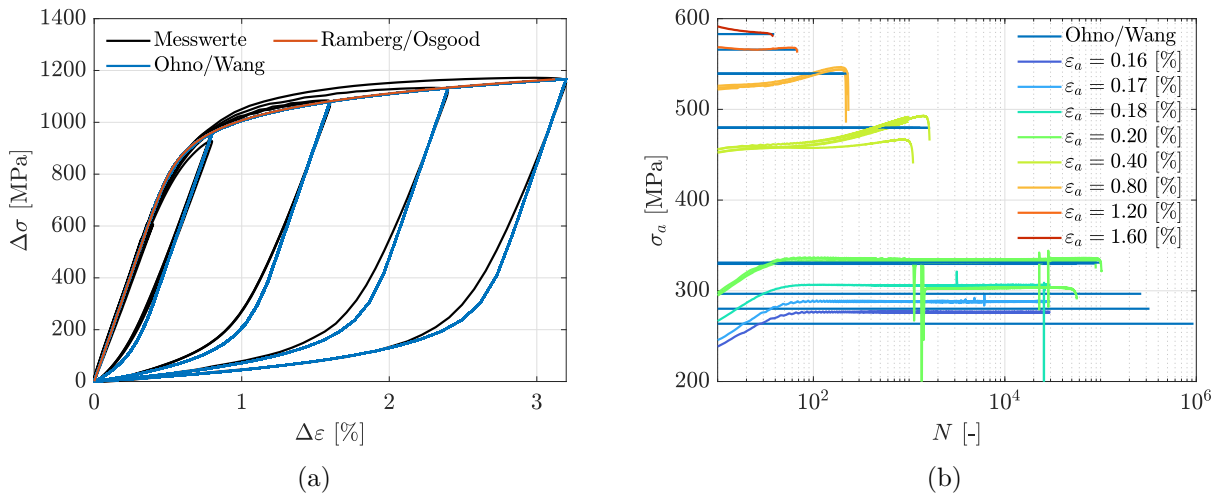 1400
1200
1000
800
600
400
200
0
Δσ [MPa]
Messwerte
Ramberg/Osgood
Ohno/Wang
0
1
2
3
Δε [%]
(a)
600
500
400
300
200
σₐ [MPa]
Ohno/Wang
εₐ = 0.16 [%]
εₐ = 0.17 [%]
εₐ = 0.18 [%]
εₐ = 0.20 [%]
εₐ = 0.40 [%]
εₐ = 0.80 [%]
εₐ = 1.20 [%]
εₐ = 1.60 [%]
10²
10⁴
10⁶
N [-]
(b)